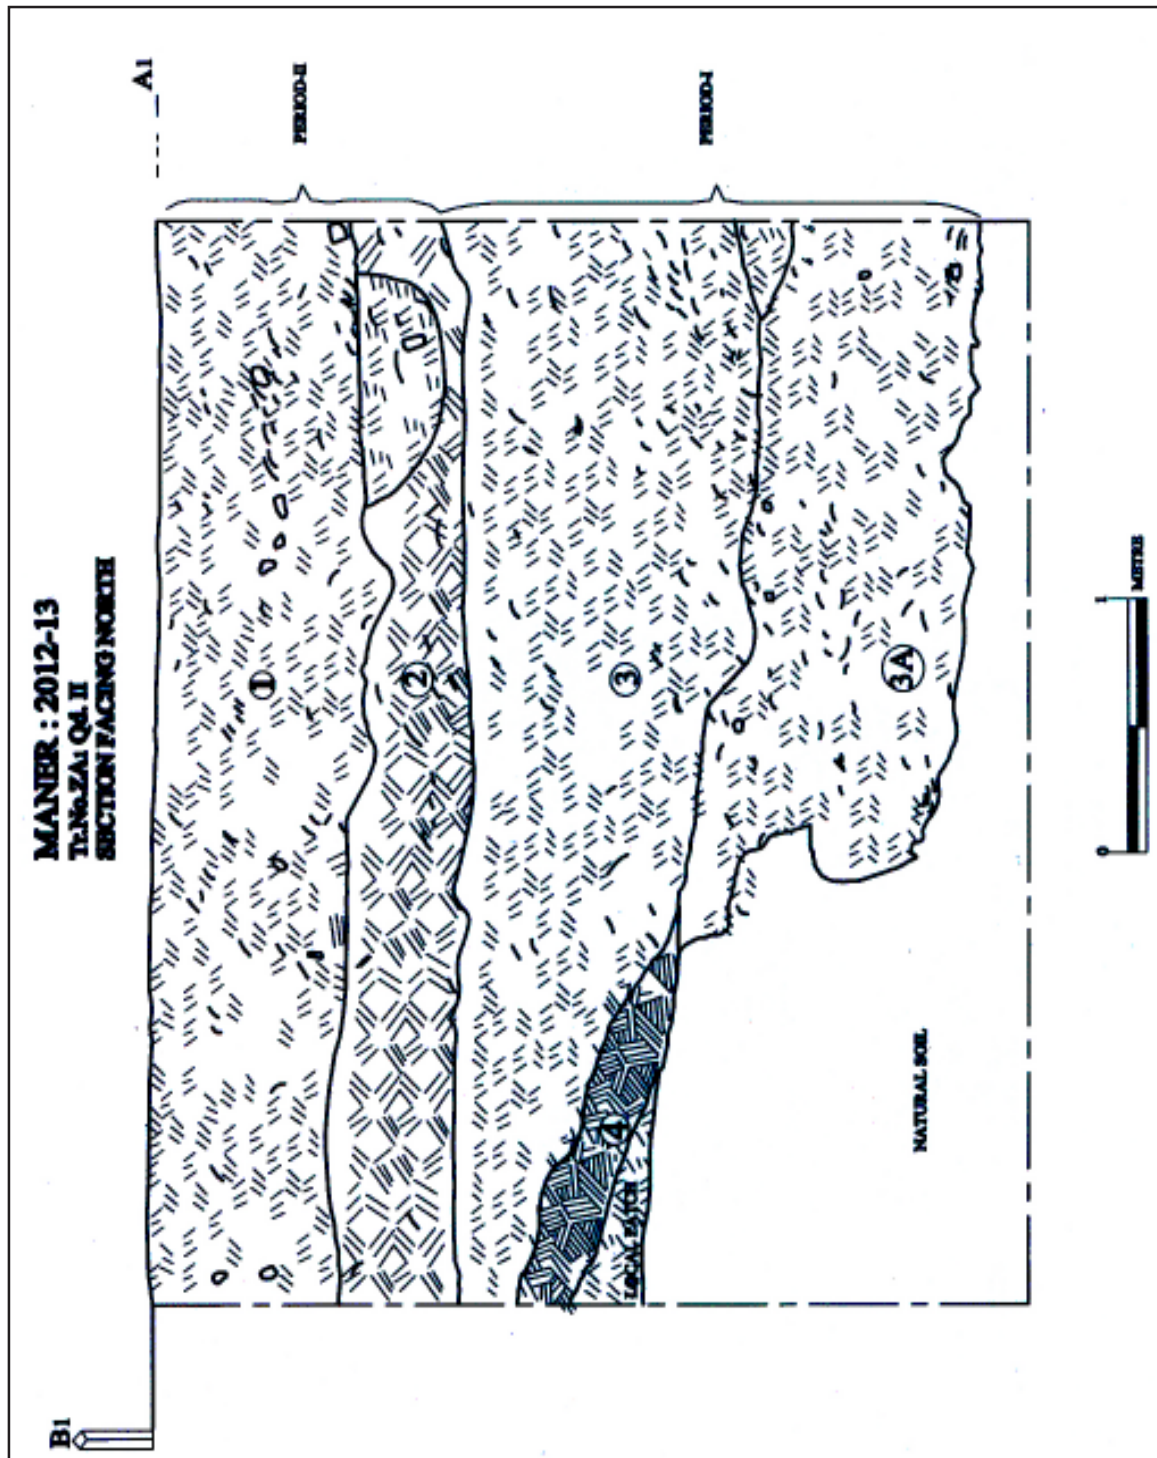 MANER : 2012-13
Tr.No.ZA1 Qd. II
SECTION FACING NORTH
B1
A1
PERIOD-II
PERIOD-I
1
2
3
3A
4
LOCAL PATCH
NATURAL SOIL
0
1
METRE